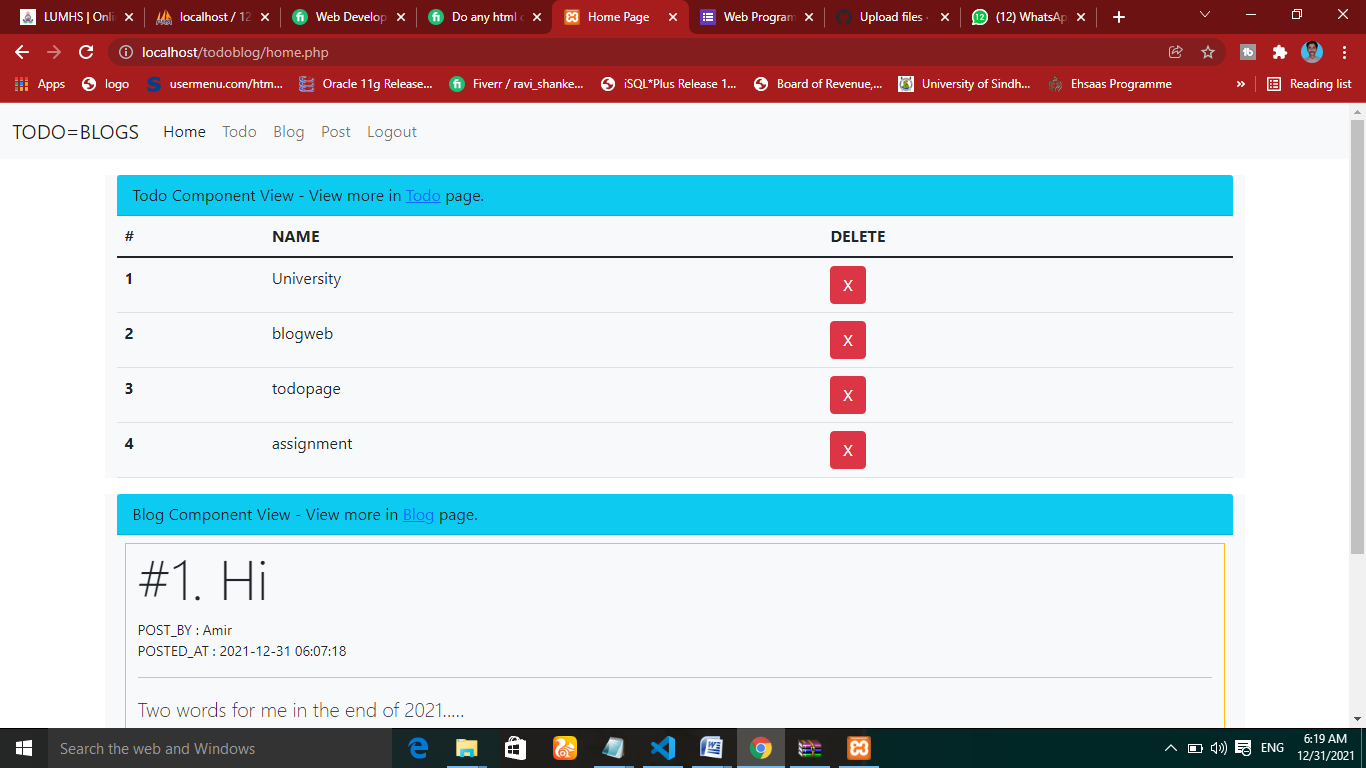 LUMHS | Onli
localhost / 12
Web Develop
Do any html c
Home Page
Web Program
Upload files ·
(12) WhatsAp
localhost/todoblog/home.php
Apps
logo
usermenu.com/htm...
Oracle 11g Release...
Fiverr / ravi_shanke...
iSQL*Plus Release 1...
Board of Revenue,...
University of Sindh...
Ehsaas Programme
»
Reading list
TODO=BLOGS Home Todo Blog Post Logout
Todo Component View - View more in Todo page.
# NAME DELETE
1 University X
2 blogweb X
3 todopage X
4 assignment X
Blog Component View - View more in Blog page.
#1. Hi
POST_BY : Amir
POSTED_AT : 2021-12-31 06:07:18
Two words for me in the end of 2021.....
Search the web and Windows
ENG
6:19 AM
12/31/2021